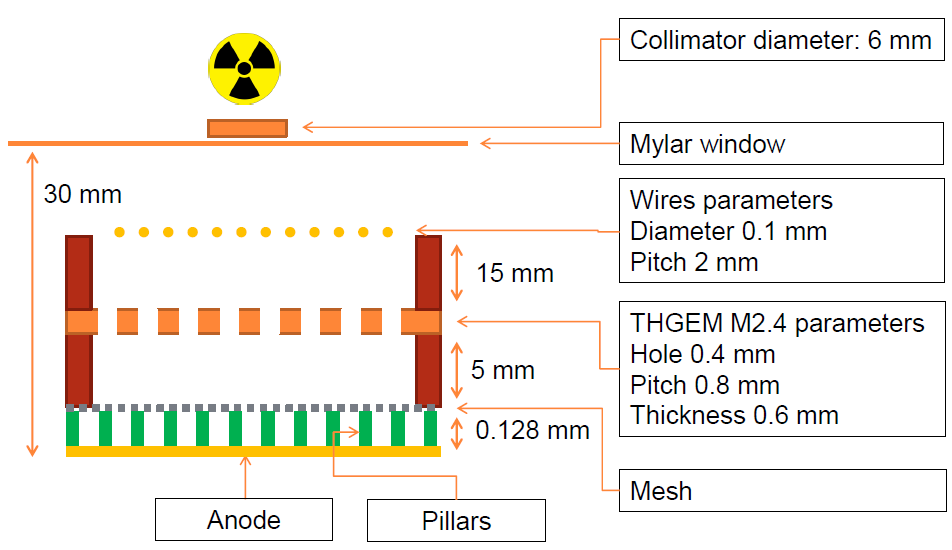 Collimator diameter: 6 mm
Mylar window
30 mm
Wires parameters
Diameter 0.1 mm
Pitch 2 mm
15 mm
THGEM M2.4 parameters
Hole 0.4 mm
Pitch 0.8 mm
Thickness 0.6 mm
5 mm
0.128 mm
Mesh
Anode
Pillars